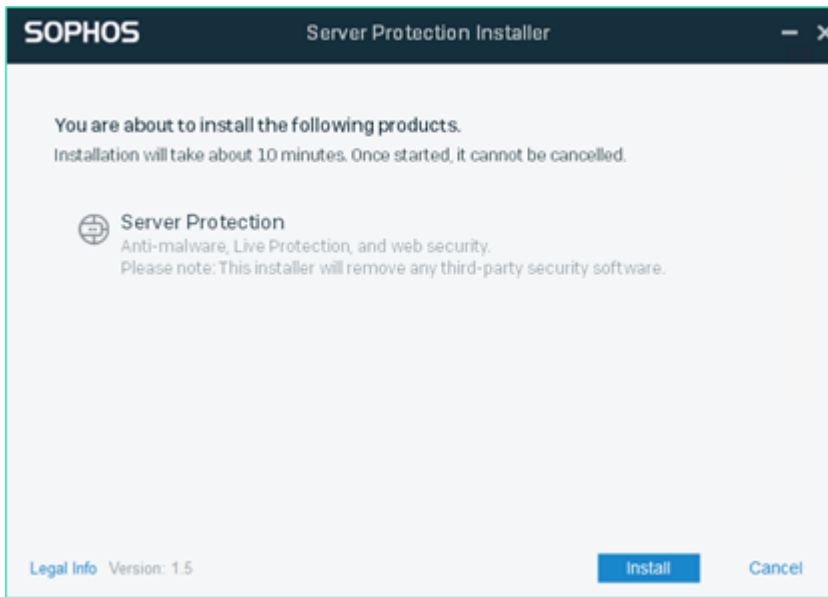 SOPHOS Server Protection Installer
You are about to install the following products.
Installation will take about 10 minutes. Once started, it cannot be cancelled.
Server Protection
Anti-malware, Live Protection, and web security.
Please note: This installer will remove any third-party security software.
Legal Info Version: 1.5 Install Cancel